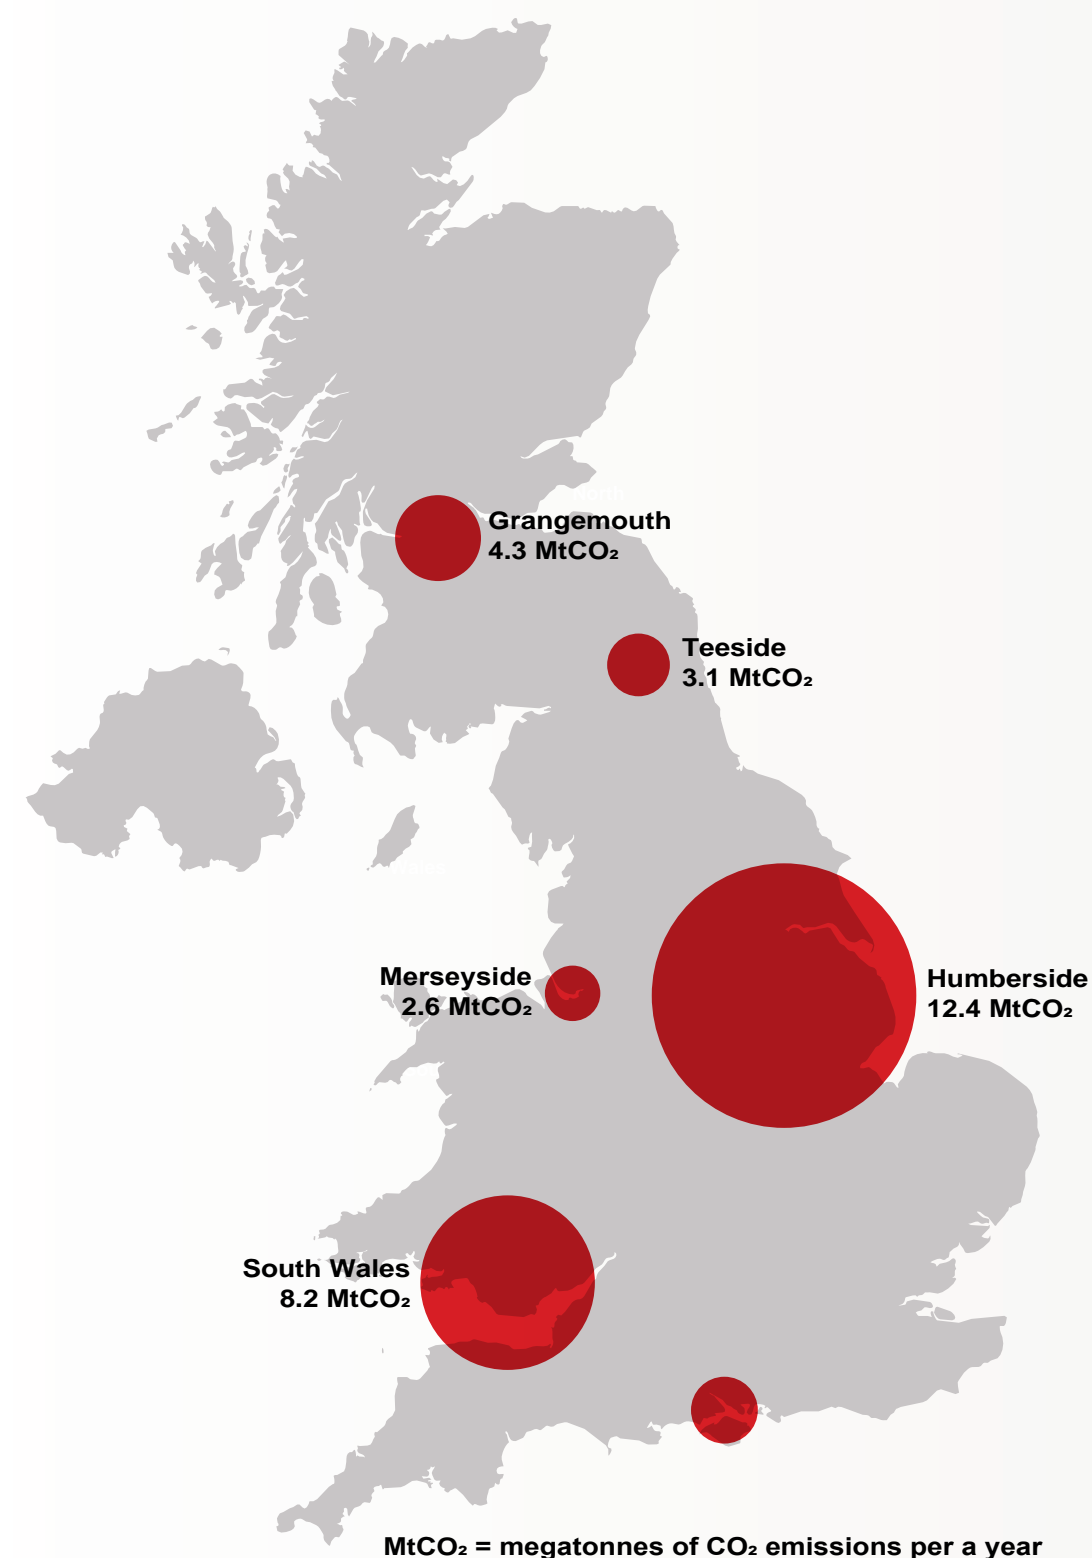 North
Grangemouth
4.3 MtCO₂
Teeside
3.1 MtCO₂
Merseyside
2.6 MtCO₂
Humberside
12.4 MtCO₂
South Wales
8.2 MtCO₂
MtCO₂ = megatonnes of CO₂ emissions per a year